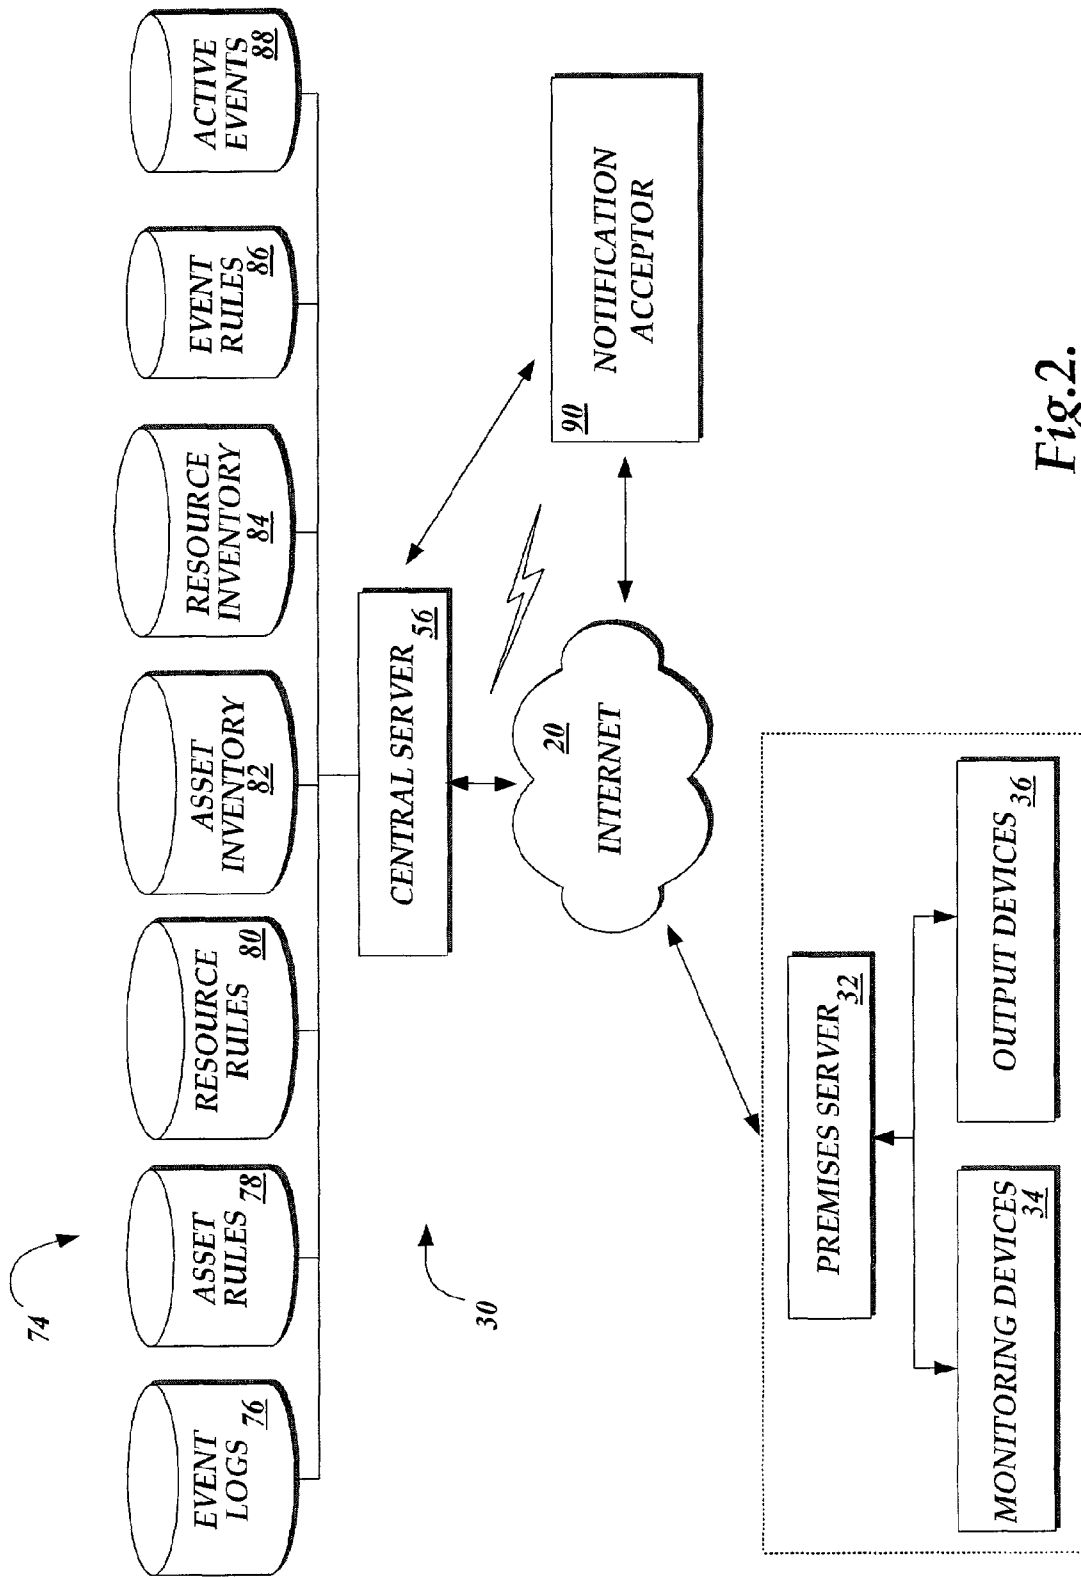 74
EVENT
LOGS
76
ASSET
RULES
78
RESOURCE
RULES
80
ASSET
INVENTORY
82
RESOURCE
INVENTORY
84
EVENT
RULES
86
ACTIVE
EVENTS
88
30
CENTRAL SERVER
56
20
INTERNET
90
NOTIFICATION
ACCEPTOR
PREMISES SERVER
32
MONITORING DEVICES
34
OUTPUT DEVICES
36
Fig.2.